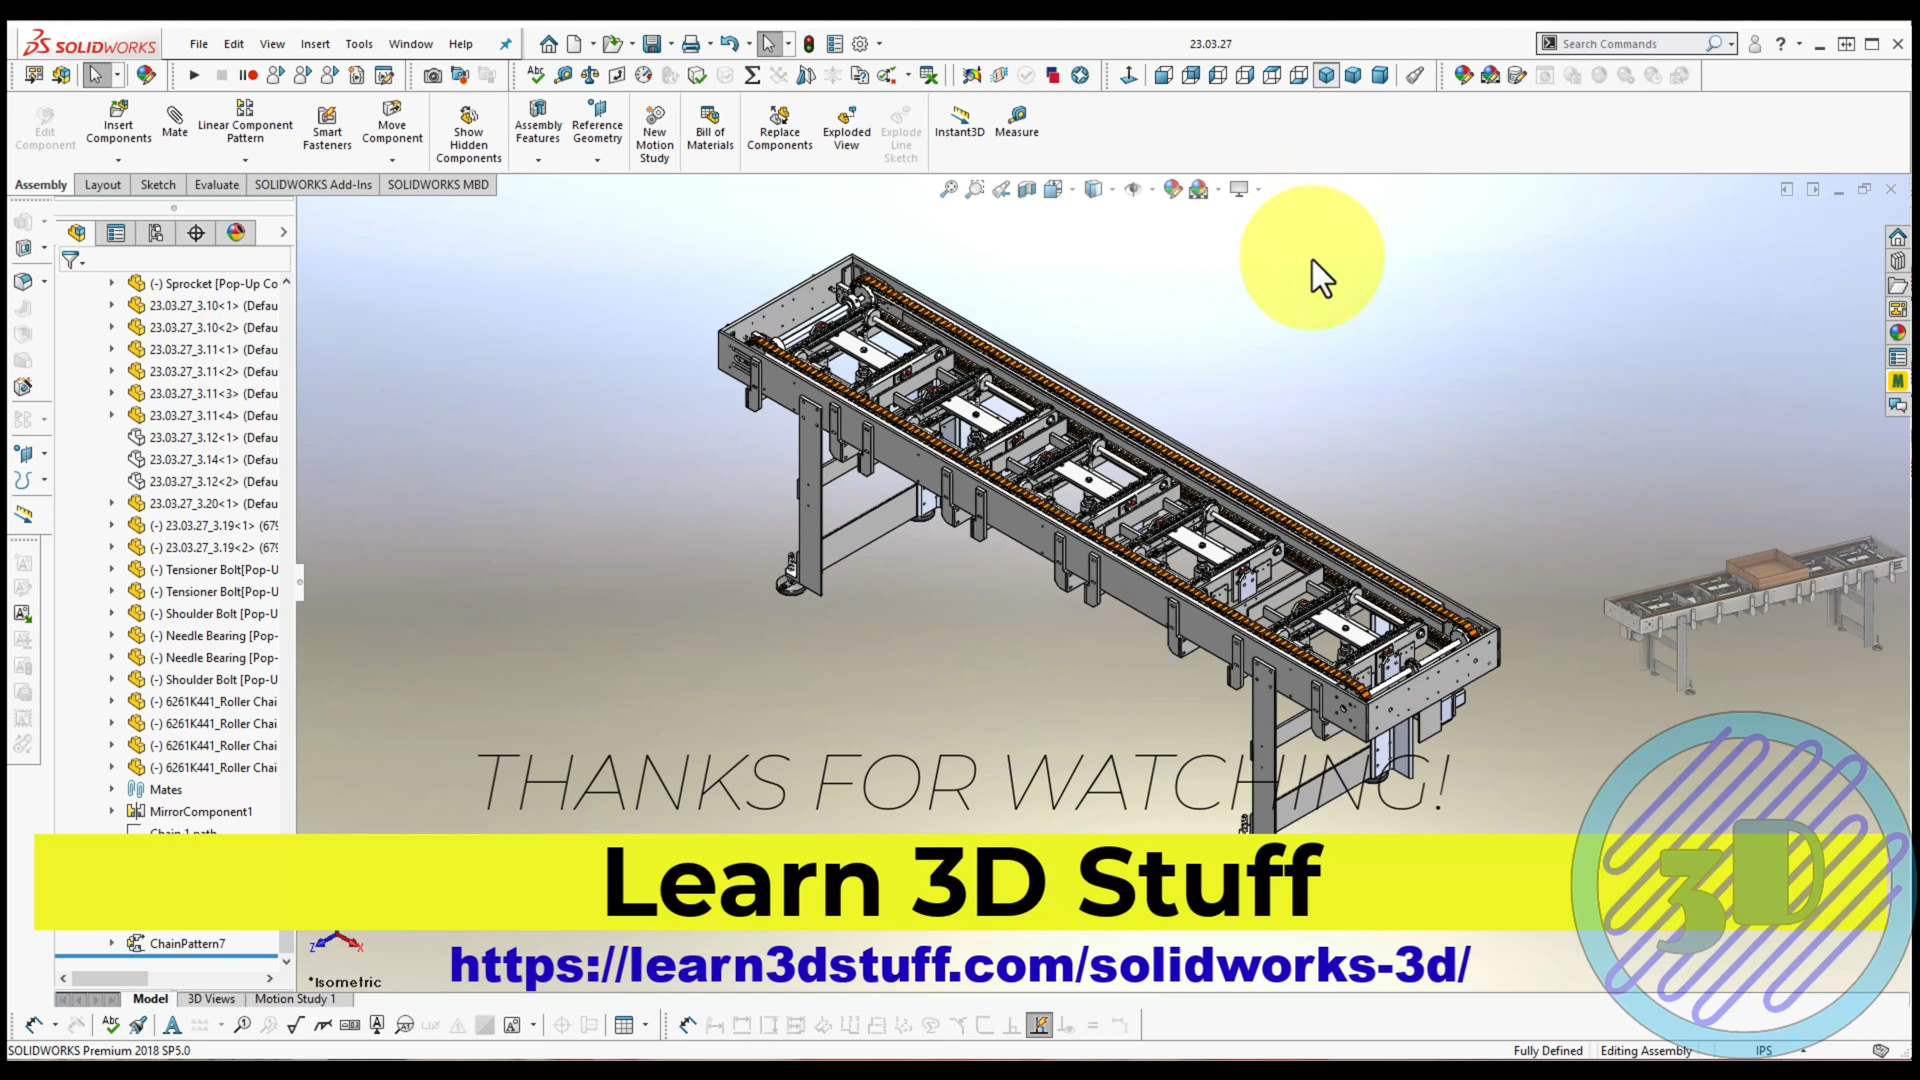 SOLIDWORKS
File Edit View Insert Tools Window Help
23.03.27
Search Commands
Edit Component
Insert Components
Mate
Linear Component Pattern
Smart Fasteners
Move Component
Show Hidden Components
Assembly Features
Reference Geometry
New Motion Study
Bill of Materials
Replace Components
Exploded View
Explode Line Sketch
Instant3D
Measure
Assembly Layout Sketch Evaluate SOLIDWORKS Add-Ins SOLIDWORKS MBD
(-) Sprocket [Pop-Up Co
23.03.27_3.10<1> (Defau
23.03.27_3.10<2> (Defau
23.03.27_3.11<1> (Defau
23.03.27_3.11<2> (Defau
23.03.27_3.11<3> (Defau
23.03.27_3.11<4> (Defau
23.03.27_3.12<1> (Defau
23.03.27_3.14<1> (Defau
23.03.27_3.12<2> (Defau
23.03.27_3.20<1> (Defau
(-) 23.03.27_3.19<1> (679
(-) 23.03.27_3.19<2> (679
(-) Tensioner Bolt[Pop-U
(-) Tensioner Bolt[Pop-U
(-) Shoulder Bolt [Pop-U
(-) Needle Bearing [Pop-
(-) Needle Bearing [Pop-
(-) Shoulder Bolt [Pop-U
(-) 6261K441_Roller Chai
(-) 6261K441_Roller Chai
(-) 6261K441_Roller Chai
(-) 6261K441_Roller Chai
Mates
MirrorComponent1
Chain 1 path
THANKS FOR WATCHING!
Learn 3D Stuff
3D
ChainPattern7
Z X
https://learn3dstuff.com/solidworks-3d/
*Isometric
Model 3D Views Motion Study 1
SOLIDWORKS Premium 2018 SP5.0
Fully Defined Editing Assembly IPS